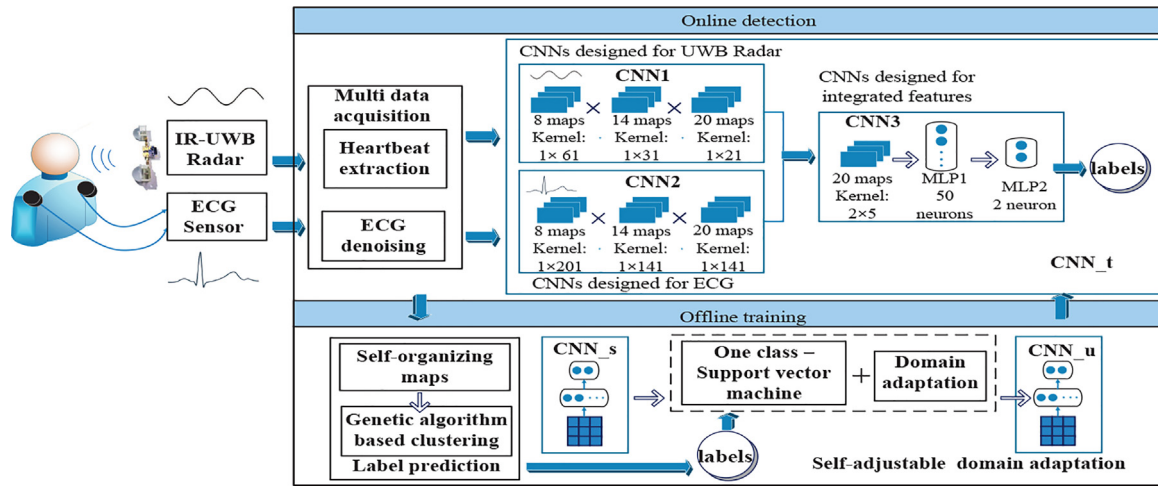 Online detection
IR-UWB
Radar
ECG
Sensor
Multi data
acquisition
Heartbeat
extraction
ECG
denoising
CNNs designed for UWB Radar
CNN1
8 maps
Kernel:
1× 61
14 maps
Kernel:
1×31
20 maps
Kernel:
1×21
CNN2
8 maps
Kernel:
1×201
14 maps
Kernel:
1×141
20 maps
Kernel:
1×141
CNNs designed for ECG
CNNs designed for
integrated features
CNN3
20 maps
Kernel:
2×5
MLP1
50
neurons
MLP2
2 neuron
labels
CNN_t
Offline training
Self-organizing
maps
Genetic algorithm
based clustering
Label prediction
CNN_s
One class –
Support vector
machine
+
Domain
adaptation
labels
CNN_u
Self-adjustable domain adaptation